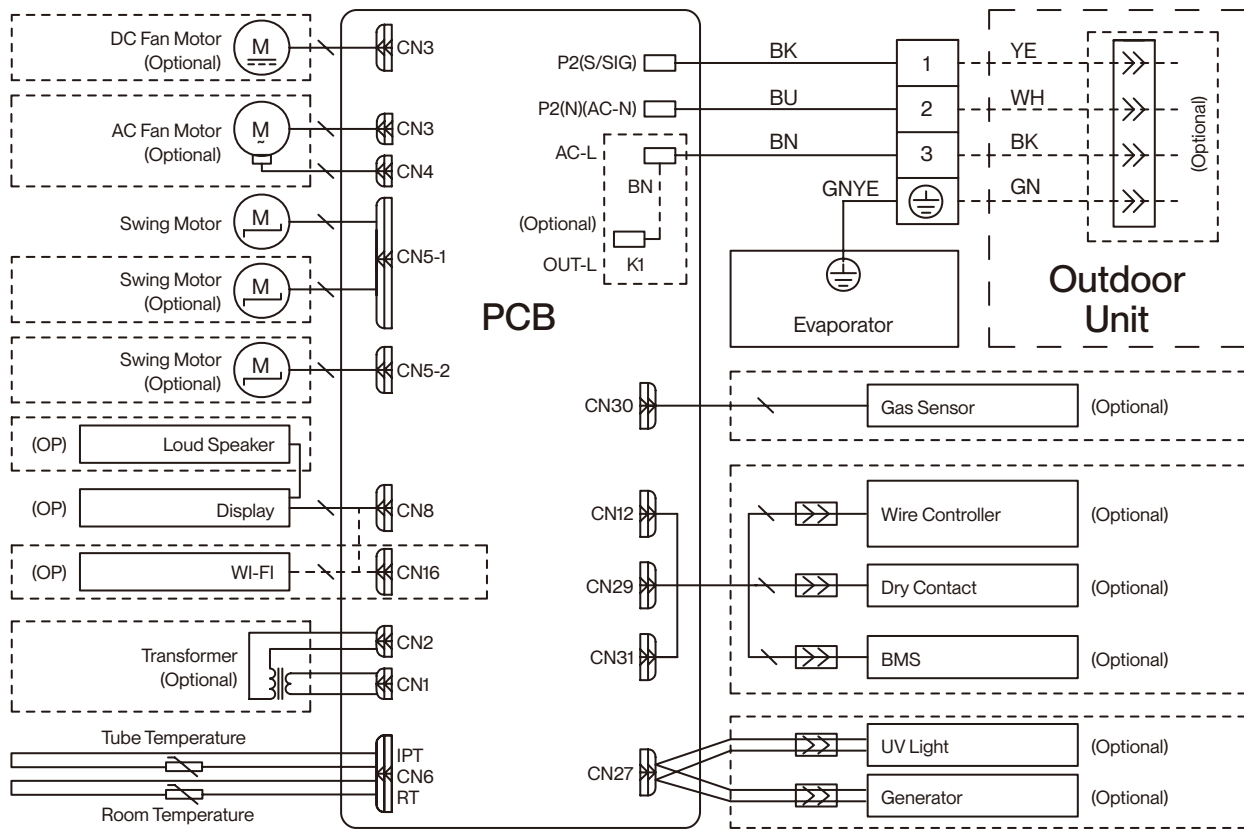 DC Fan Motor
(Optional)
M
CN3
AC Fan Motor
(Optional)
M
~
CN3
CN4
Swing Motor
M
CN5-1
Swing Motor
(Optional)
M
Swing Motor
(Optional)
M
CN5-2
(OP)
Loud Speaker
(OP)
Display
CN8
(OP)
WI-FI
CN16
Transformer
(Optional)
CN2
CN1
Tube Temperature
IPT
CN6
RT
Room Temperature
PCB
P2(S/SIG)
BK
1
YE
P2(N)(AC-N)
BU
2
WH
AC-L
BN
3
BK
BN
GNYE
GN
(Optional)
(Optional)
OUT-L
K1
Evaporator
Outdoor
Unit
CN30
Gas Sensor
(Optional)
CN12
Wire Controller
(Optional)
CN29
Dry Contact
(Optional)
CN31
BMS
(Optional)
CN27
UV Light
(Optional)
Generator
(Optional)